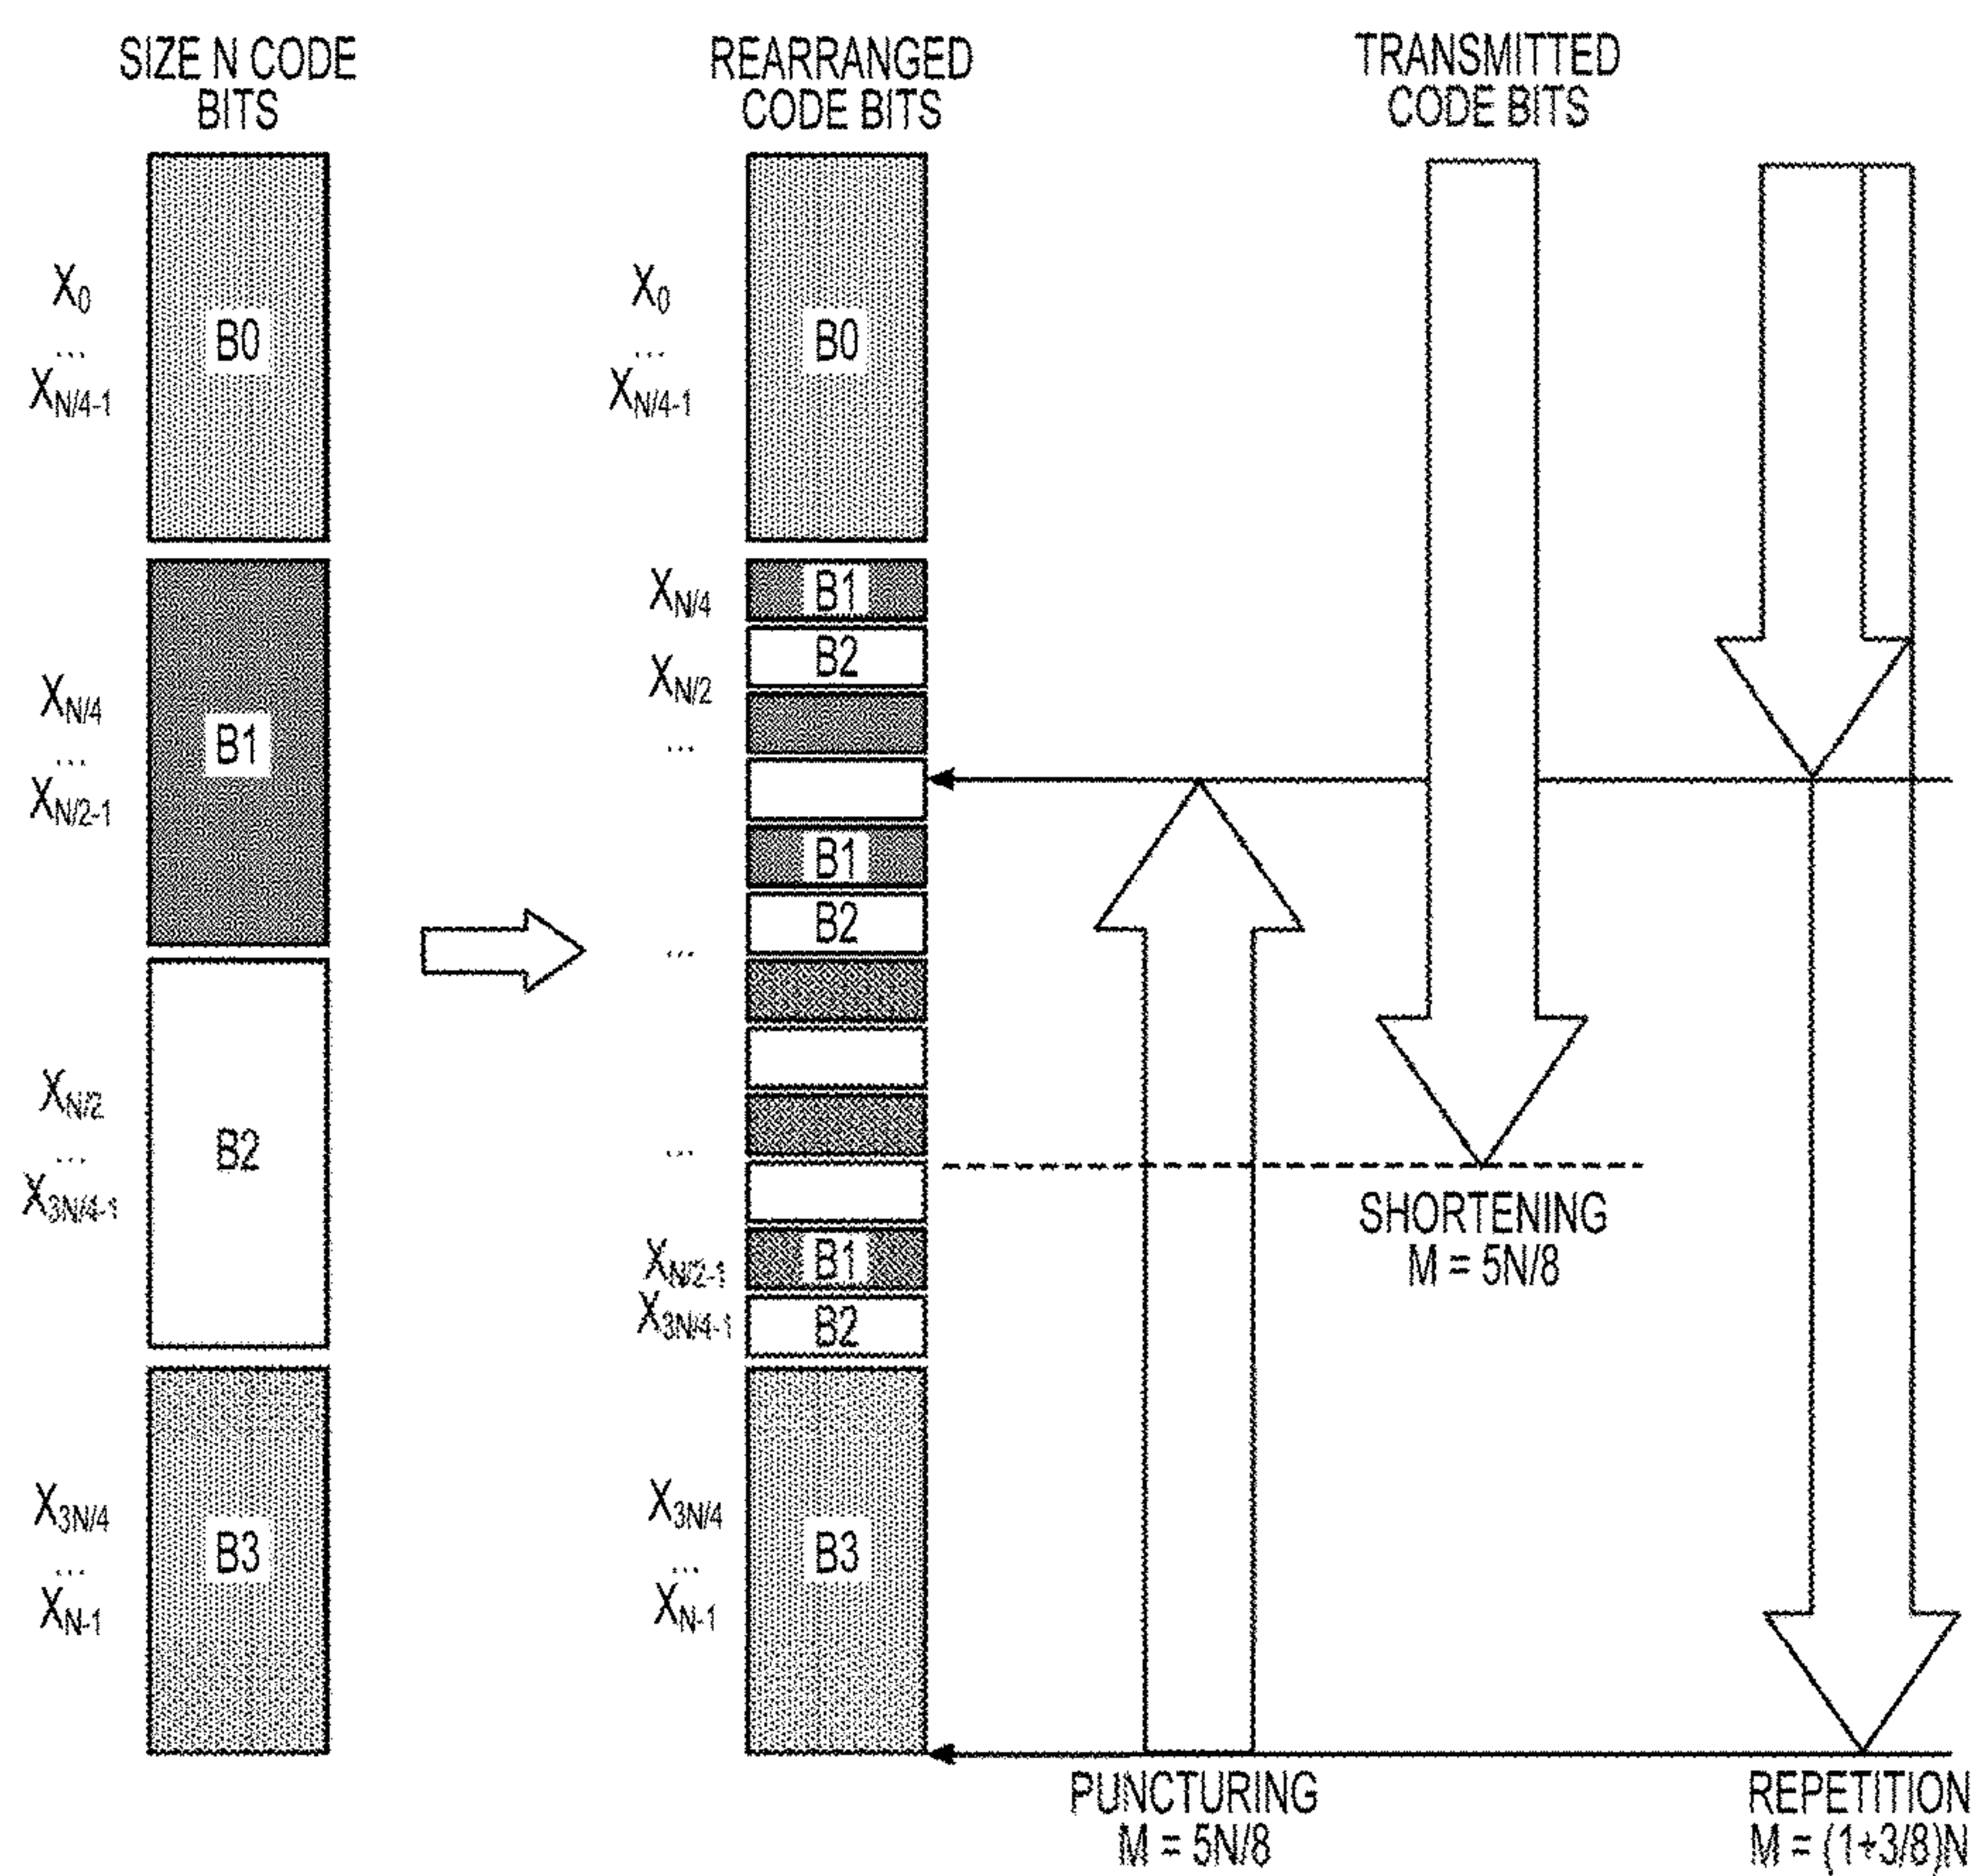 SIZE N CODE
BITS
REARRANGED
CODE BITS
TRANSMITTED
CODE BITS
X0
...
XN/4-1
B0
XN/4
...
XN/2-1
B1
XN/2
...
X3N/4-1
B2
X3N/4
...
XN-1
B3
X0
...
XN/4-1
B0
XN/4
B1
XN/2
B2
...
B1
...
B2
...
XN/2-1
B1
X3N/4-1
B2
X3N/4
...
XN-1
B3
SHORTENING
M = 5N/8
PUNCTURING
M = 5N/8
REPETITION
M = (1+3/8)N